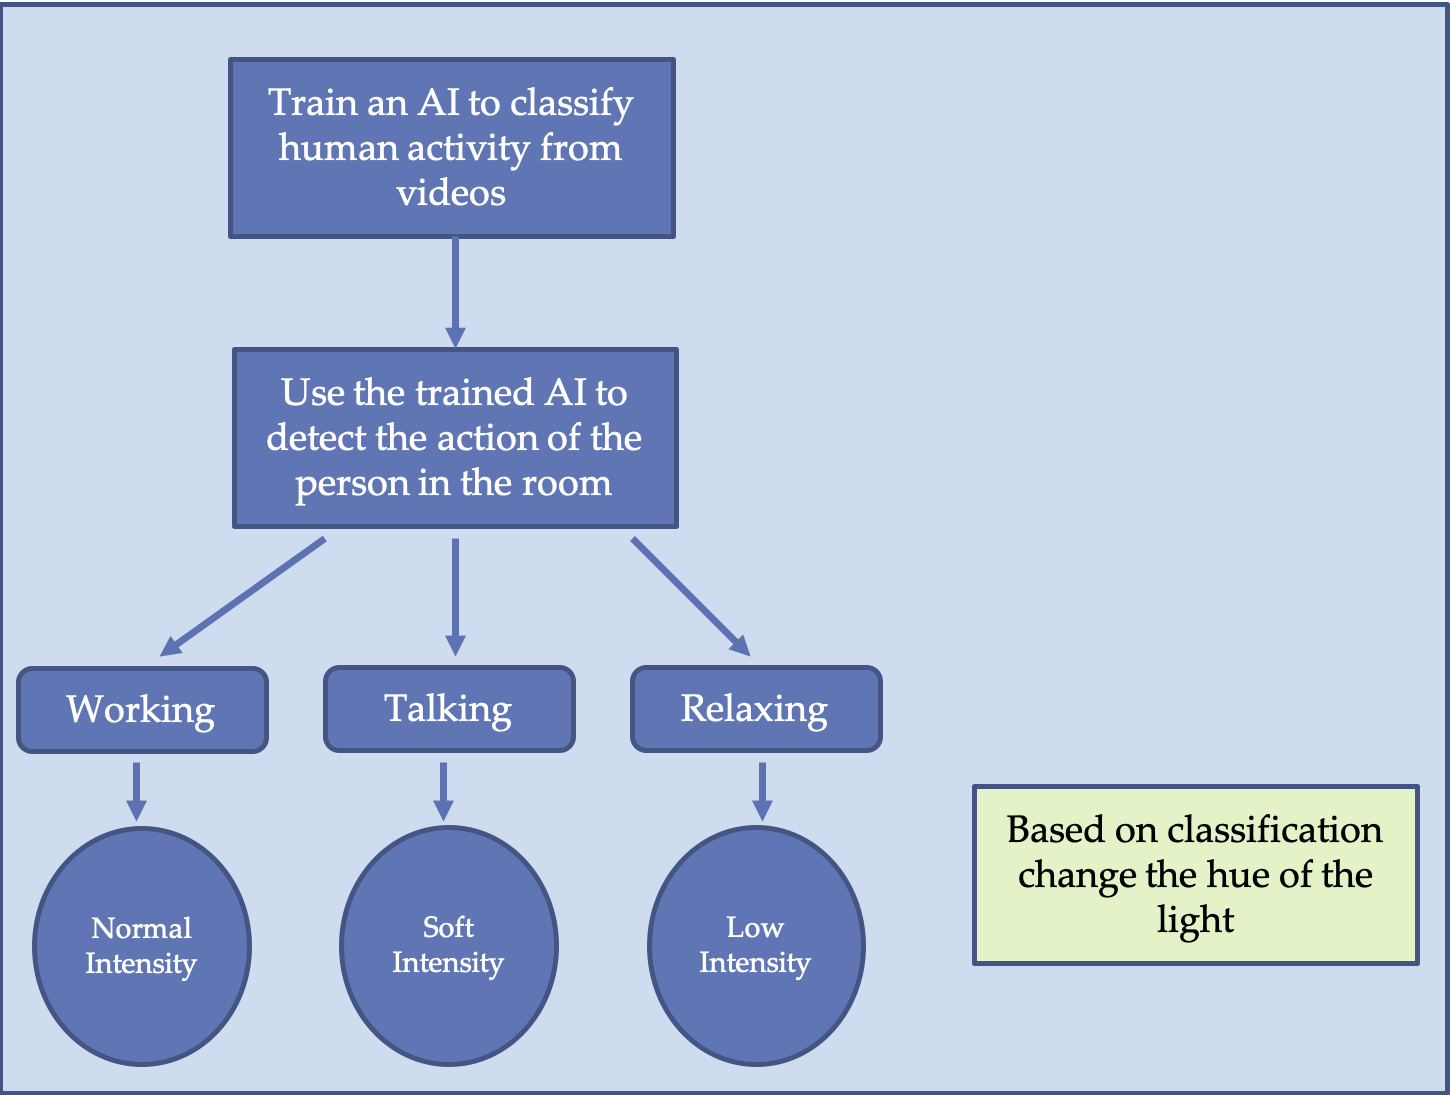 Train an AI to classify
human activity from
videos
Use the trained AI to
detect the action of the
person in the room
Working
Talking
Relaxing
Normal
Intensity
Soft
Intensity
Low
Intensity
Based on classification
change the hue of the
light